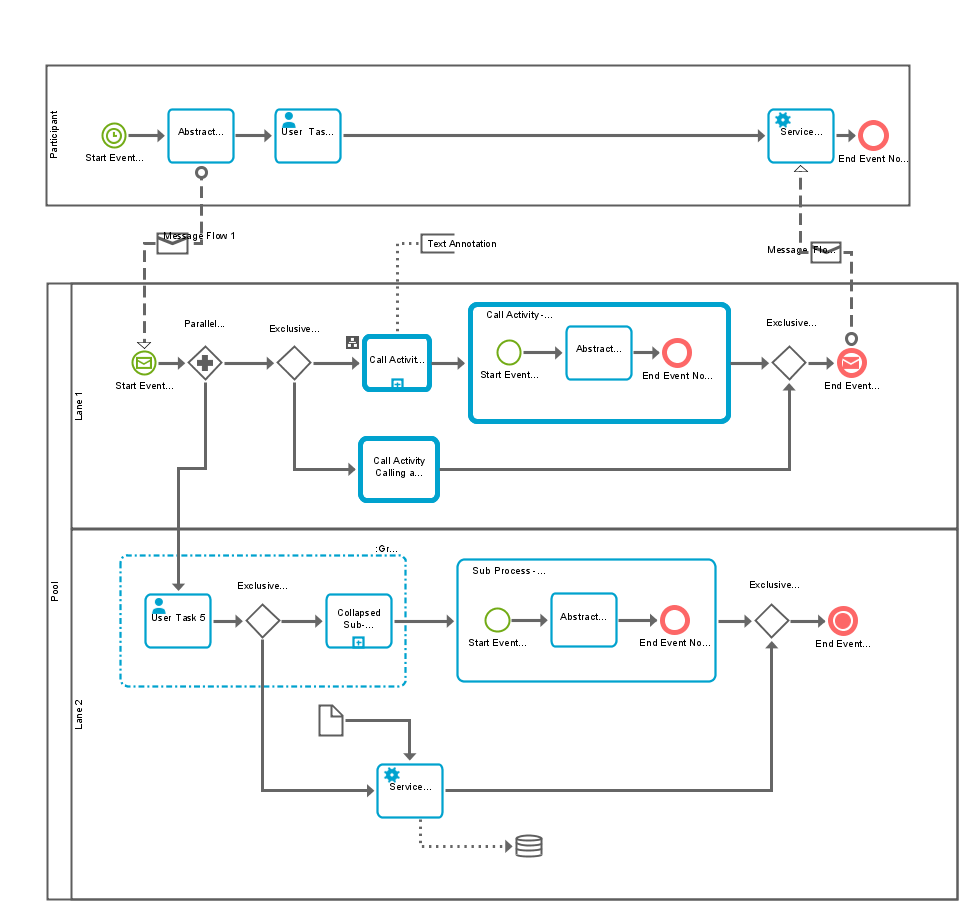 Participant
Start Event...
Abstract...
User Tas...
Service...
End Event No...
Message Flow 1
Text Annotation
Message Flo...
Pool
Lane 1
Start Event...
Parallel...
Exclusive...
Call Activit...
Call Activity -...
Start Event...
Abstract...
End Event No...
Exclusive...
End Event...
Call Activity
Calling a...
Lane 2
:Gr...
User Task 5
Exclusive...
Collapsed
Sub-...
Sub Process -...
Start Event...
Abstract...
End Event No...
Exclusive...
End Event...
Service...